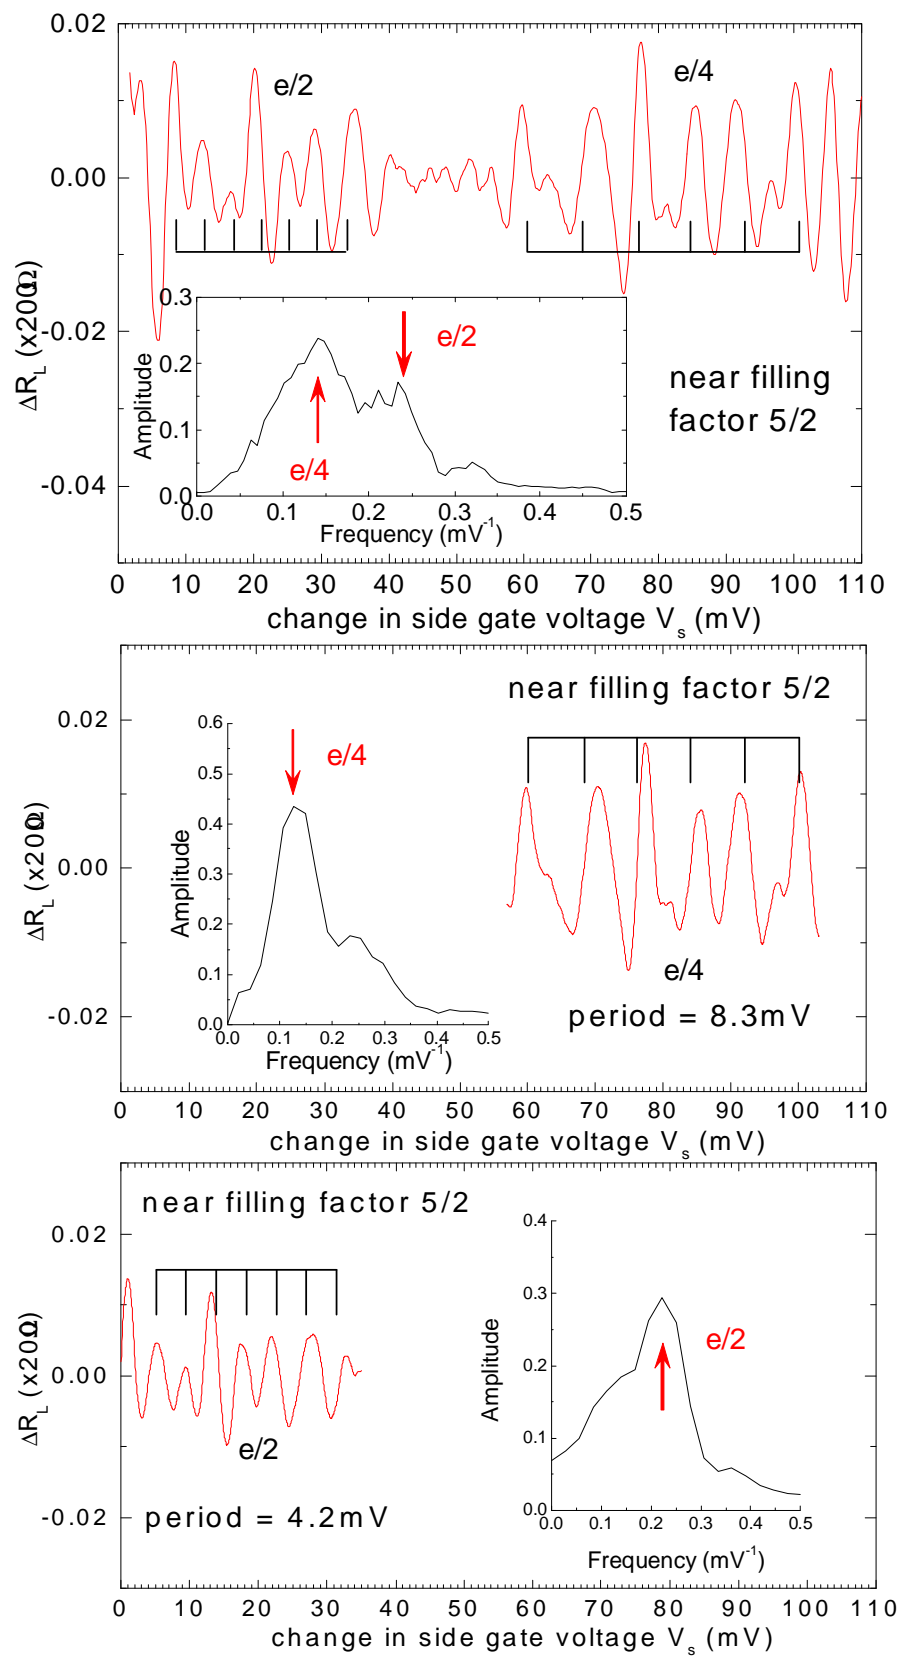 0.02
0.00
-0.02
-0.04
ΔR_L (x20Ω)
e/2
e/4
near filling
factor 5/2
0.3
0.2
0.1
0.0
Amplitude
e/2
e/4
0.0 0.1 0.2 0.3 0.4 0.5
Frequency (mV⁻¹)
0 10 20 30 40 50 60 70 80 90 100 110
change in side gate voltage V_s (mV)
near filling factor 5/2
0.02
0.00
-0.02
ΔR_L (x20Ω)
0.6
0.5
0.4
0.3
0.2
0.1
0.0
Amplitude
e/4
0.0 0.1 0.2 0.3 0.4 0.5
Frequency (mV⁻¹)
e/4
period = 8.3mV
0 10 20 30 40 50 60 70 80 90 100 110
change in side gate voltage V_s (mV)
near filling factor 5/2
0.02
0.00
-0.02
ΔR_L (x20Ω)
e/2
period = 4.2mV
0.4
0.3
0.2
0.1
0.0
Amplitude
e/2
0.0 0.1 0.2 0.3 0.4 0.5
Frequency (mV⁻¹)
0 10 20 30 40 50 60 70 80 90 100 110
change in side gate voltage V_s (mV)